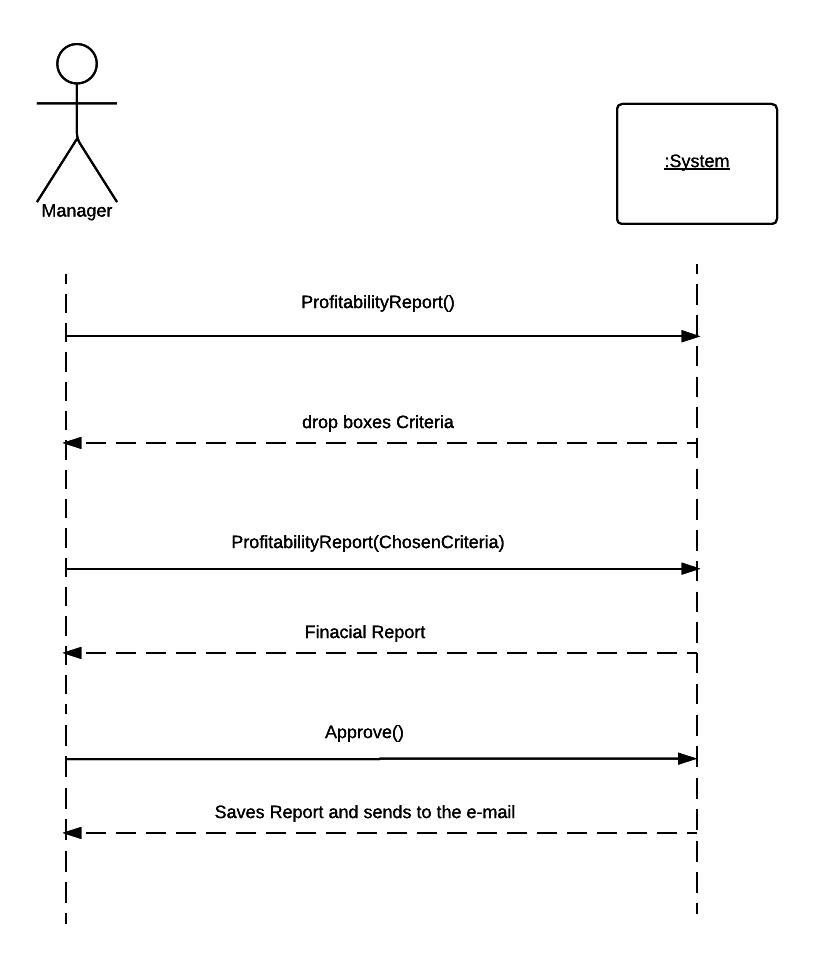 :System
Manager
ProfitabilityReport()
drop boxes Criteria
ProfitabilityReport(ChosenCriteria)
Finacial Report
Approve()
Saves Report and sends to the e-mail